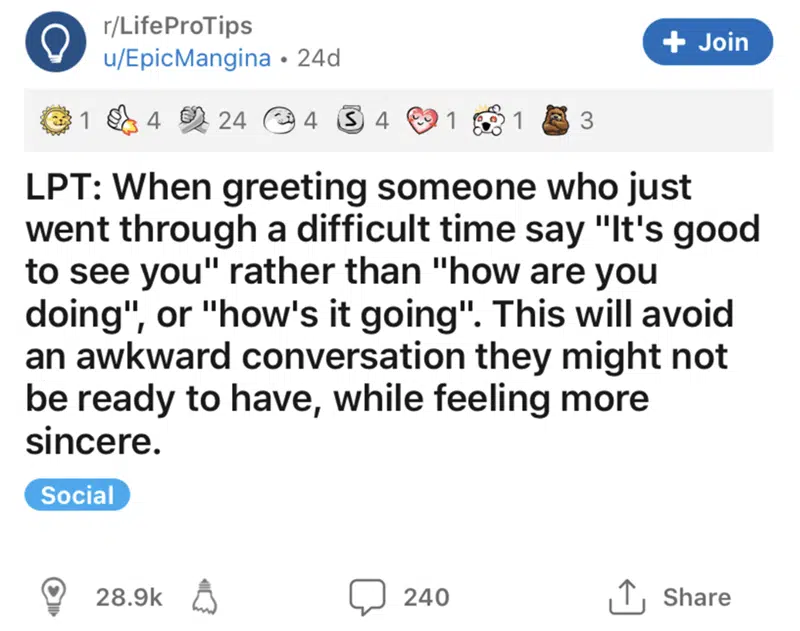 r/LifeProTips
u/EpicMangina • 24d
+ Join
1 4 24 4 S 4 1 1 3
LPT: When greeting someone who just
went through a difficult time say "It's good
to see you" rather than "how are you
doing", or "how's it going". This will avoid
an awkward conversation they might not
be ready to have, while feeling more
sincere.
Social
28.9k 240 Share